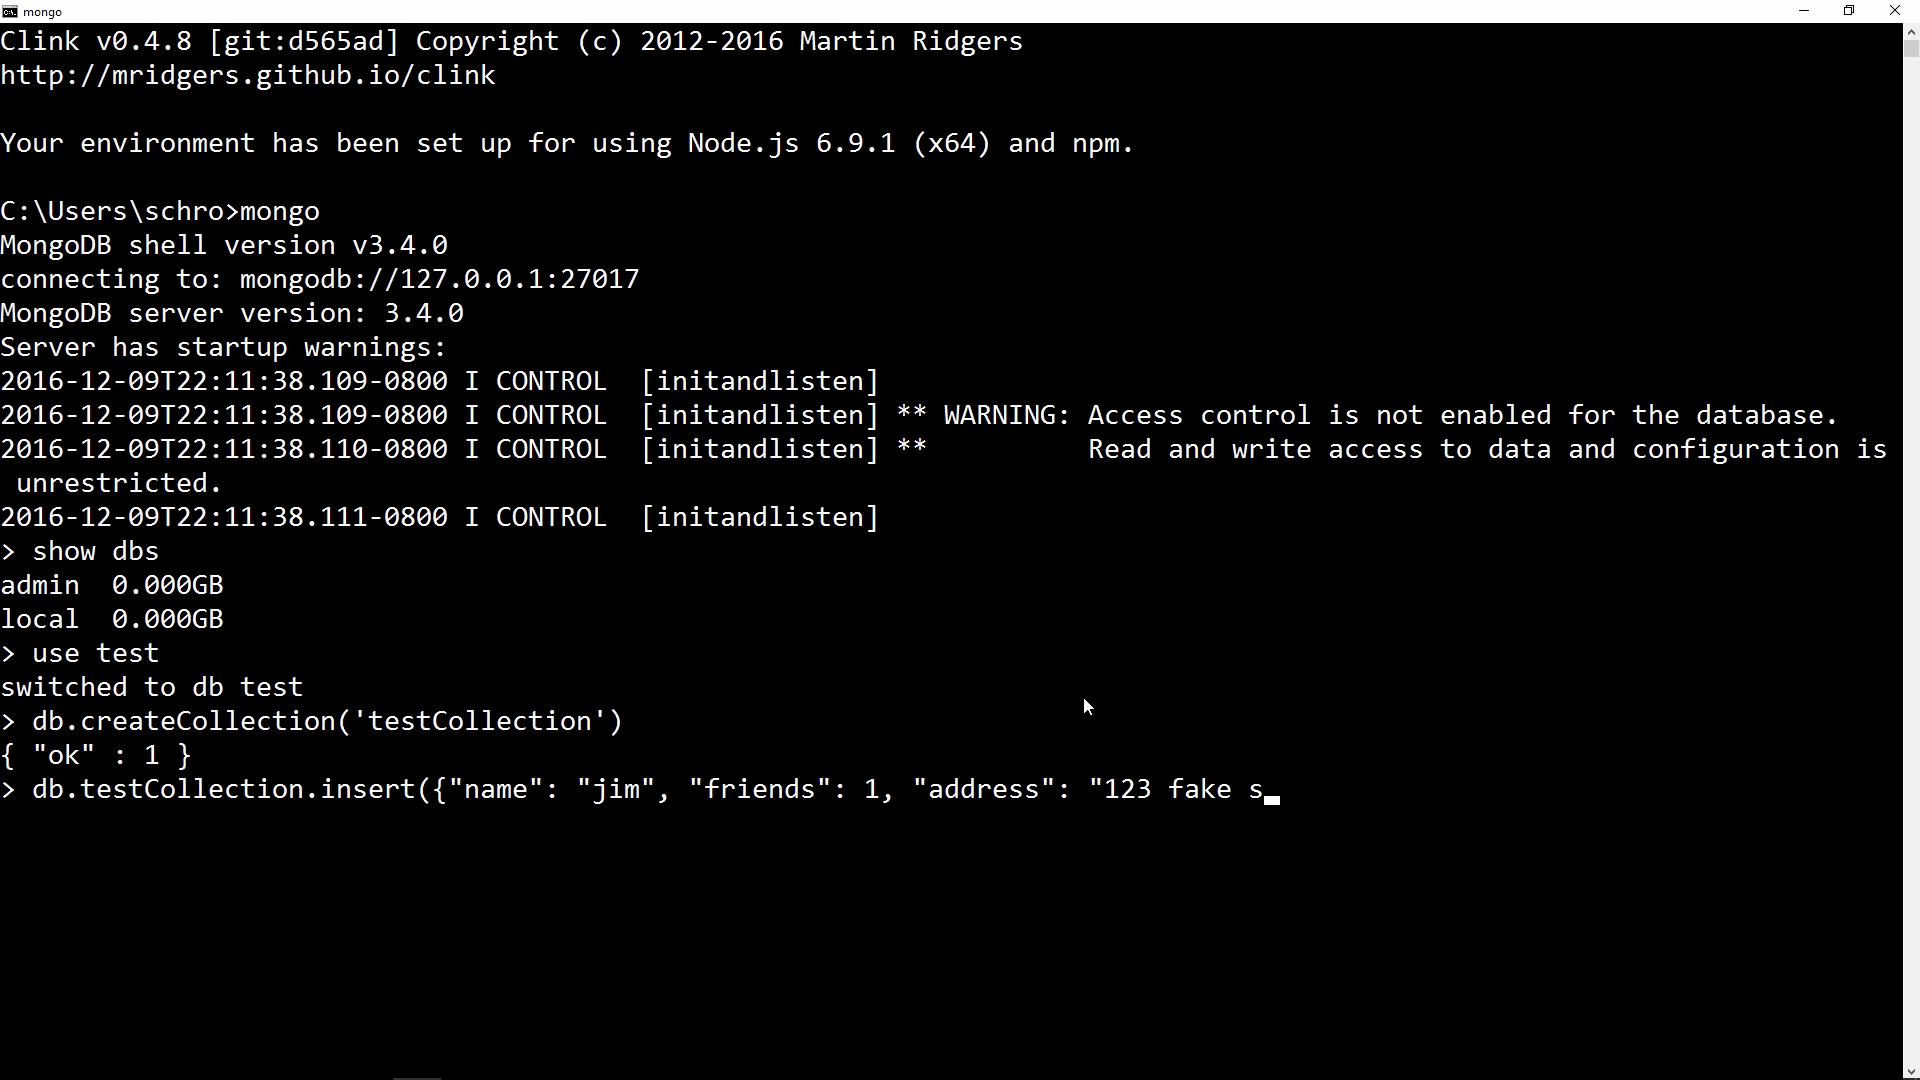 mongo
Clink v0.4.8 [git:d565ad] Copyright (c) 2012-2016 Martin Ridgers
http://mridgers.github.io/clink
Your environment has been set up for using Node.js 6.9.1 (x64) and npm.
C:\Users\schro>mongo
MongoDB shell version v3.4.0
connecting to: mongodb://127.0.0.1:27017
MongoDB server version: 3.4.0
Server has startup warnings:
2016-12-09T22:11:38.109-0800 I CONTROL  [initandlisten]
2016-12-09T22:11:38.109-0800 I CONTROL  [initandlisten] ** WARNING: Access control is not enabled for the database.
2016-12-09T22:11:38.110-0800 I CONTROL  [initandlisten] **          Read and write access to data and configuration is
 unrestricted.
2016-12-09T22:11:38.111-0800 I CONTROL  [initandlisten]
> show dbs
admin  0.000GB
local  0.000GB
> use test
switched to db test
> db.createCollection('testCollection')
{ "ok" : 1 }
> db.testCollection.insert({"name": "jim", "friends": 1, "address": "123 fake s